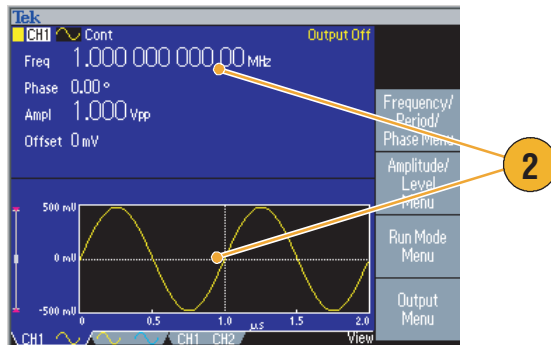 Tek
CH1 Cont Output Off
Freq 1.000 000 000 00 MHz
Phase 0.00 °
Ampl 1.000 Vpp
Offset 0 mV
Frequency/
Period/
Phase Menu
Amplitude/
Level
Menu
Run Mode
Menu
Output
Menu
2
500 mV
0 mV
-500 mV
0 0.5 1.0 1.5 2.0
µs
CH1 CH1 CH2 View